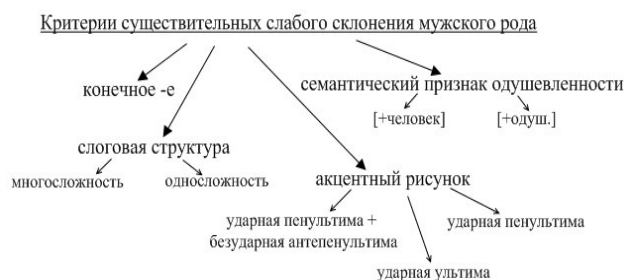 Критерии существительных слабого склонения мужского рода
конечное -е
семантический признак одушевленности
[+человек]
[+одуш.]
слоговая структура
многосложность
односложность
акцентный рисунок
ударная пенультима +
безударная антепенультима
ударная пенультима
ударная ультима